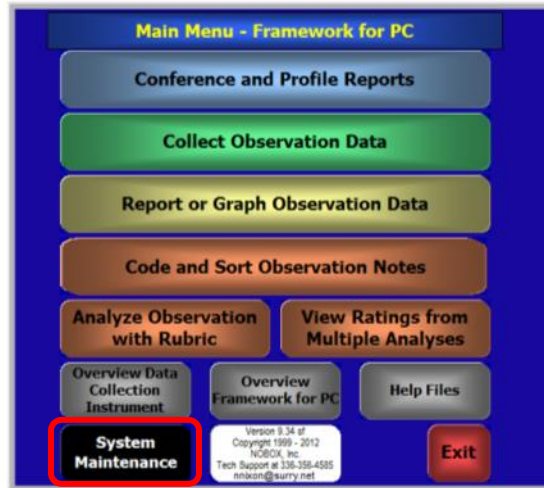 Main Menu - Framework for PC
Conference and Profile Reports
Collect Observation Data
Report or Graph Observation Data
Code and Sort Observation Notes
Analyze Observation
with Rubric
View Ratings from
Multiple Analyses
Overview Data
Collection
Instrument
Overview
Framework for PC
Help Files
System
Maintenance
Version 9.34 sf
Copyright 1999 - 2012
NOBOX, Inc.
Tech Support at 336-356-4585
nnixon@surry.net
Exit